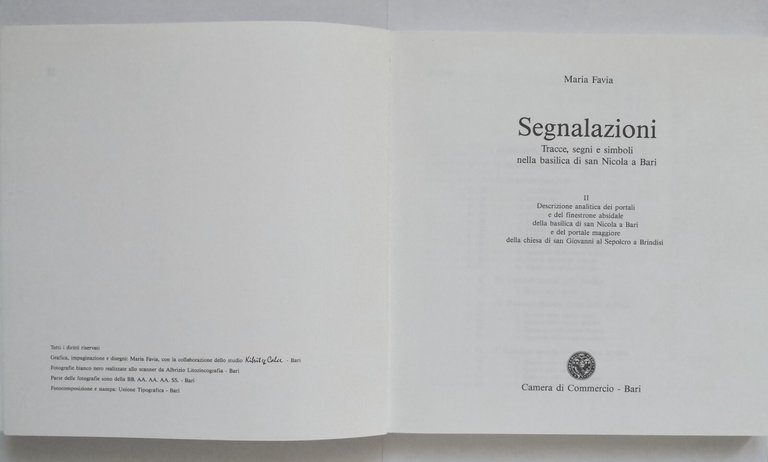 Tutti i diritti riservati
Grafica, impaginazione e disegni: Maria Favia, con la collaborazione dello studio - Bari
Fotografie bianco nero realizzate allo scanner da Albrizio Litozincografia - Bari
Parte delle fotografie sono della BB. AA. AA. AA. SS. - Bari
Fotocomposizione e stampa: Unione Tipografica - Bari
Maria Favia
Segnalazioni
Tracce, segni e simboli
nella basilica di san Nicola a Bari
II
Descrizione analitica dei portali
e del finestrone absidale
della basilica di san Nicola a Bari
e del portale maggiore
della chiesa di san Giovanni al Sepolcro a Brindisi
Camera di Commercio - Bari